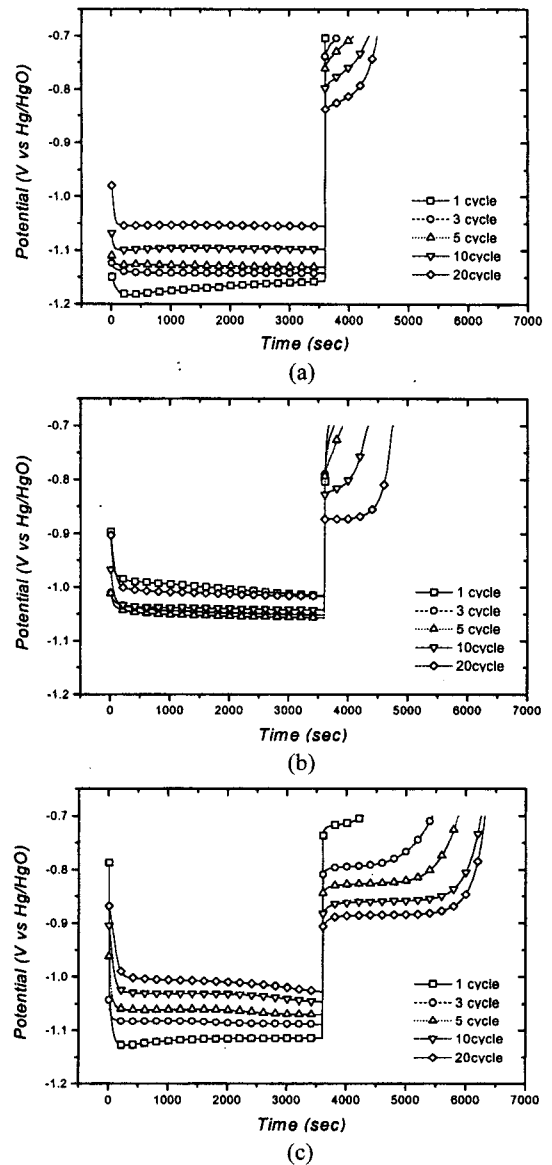 -0.7
-0.8
-0.9
-1.0
-1.1
-1.2
Potential (V vs Hg/HgO)
1 cycle
3 cycle
5 cycle
10cycle
20cycle
0 1000 2000 3000 4000 5000 6000 7000
Time (sec)
(a)
-0.7
-0.8
-0.9
-1.0
-1.1
-1.2
Potential (V vs Hg/HgO)
1 cycle
3 cycle
5 cycle
10cycle
20cycle
0 1000 2000 3000 4000 5000 6000 7000
Time (sec)
(b)
-0.7
-0.8
-0.9
-1.0
-1.1
-1.2
Potential (V vs Hg/HgO)
1 cycle
3 cycle
5 cycle
10cycle
20cycle
0 1000 2000 3000 4000 5000 6000 7000
Time (sec)
(c)